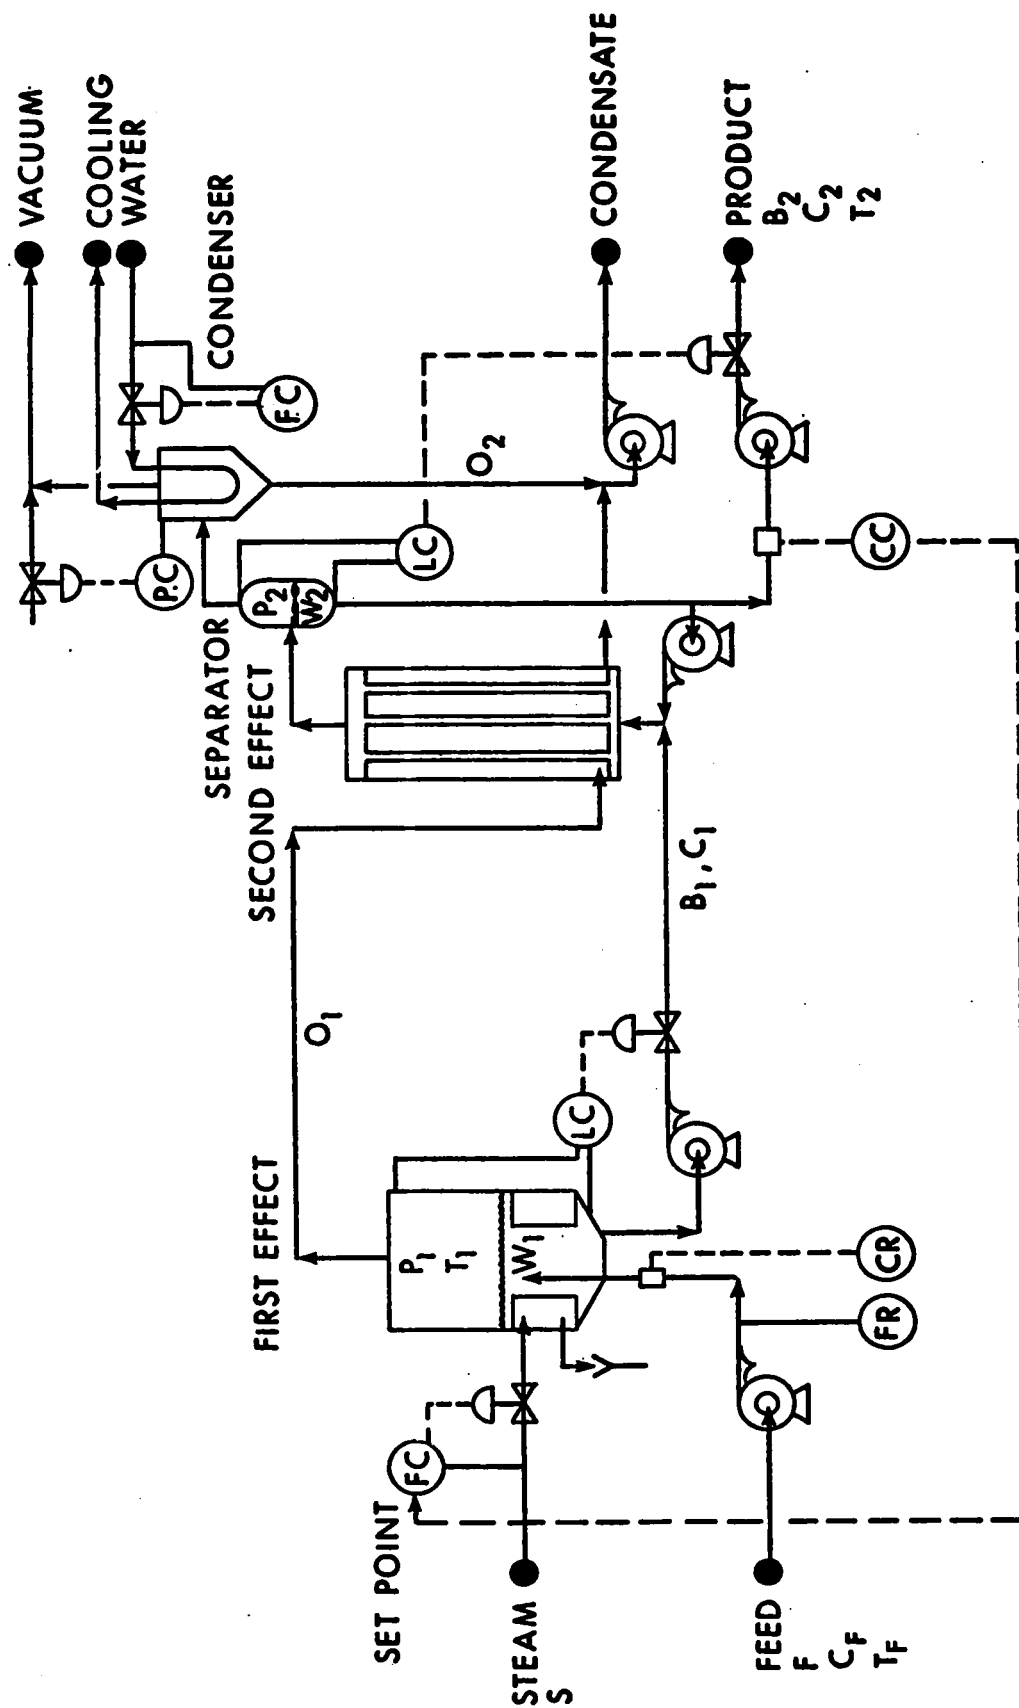 VACUUM
COOLING
WATER
CONDENSER
F.C
P.C
SEPARATOR
P2
W2
LC
O2
CONDENSATE
PRODUCT
B2
C2
T2
CC
SECOND EFFECT
O1
B1, C1
FIRST EFFECT
P1
T1
W1
LC
CR
FR
SET POINT
FC
STEAM
S
FEED
F
CF
TF